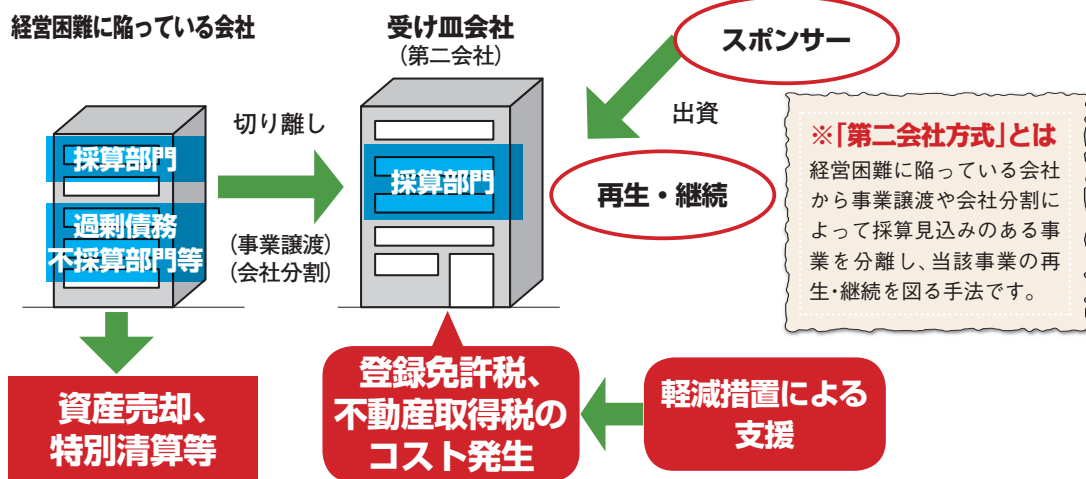 経営困難に陥っている会社
採算部門
過剰債務
不採算部門等
資産売却、
特別清算等
切り離し
(事業譲渡)
(会社分割)
受け皿会社
(第二会社)
採算部門
登録免許税、
不動産取得税の
コスト発生
軽減措置による
支援
スポンサー
出資
再生・継続
※「第二会社方式」とは
経営困難に陥っている会社
から事業譲渡や会社分割に
よって採算見込みのある事
業を分離し、当該事業の再
生・継続を図る手法です。